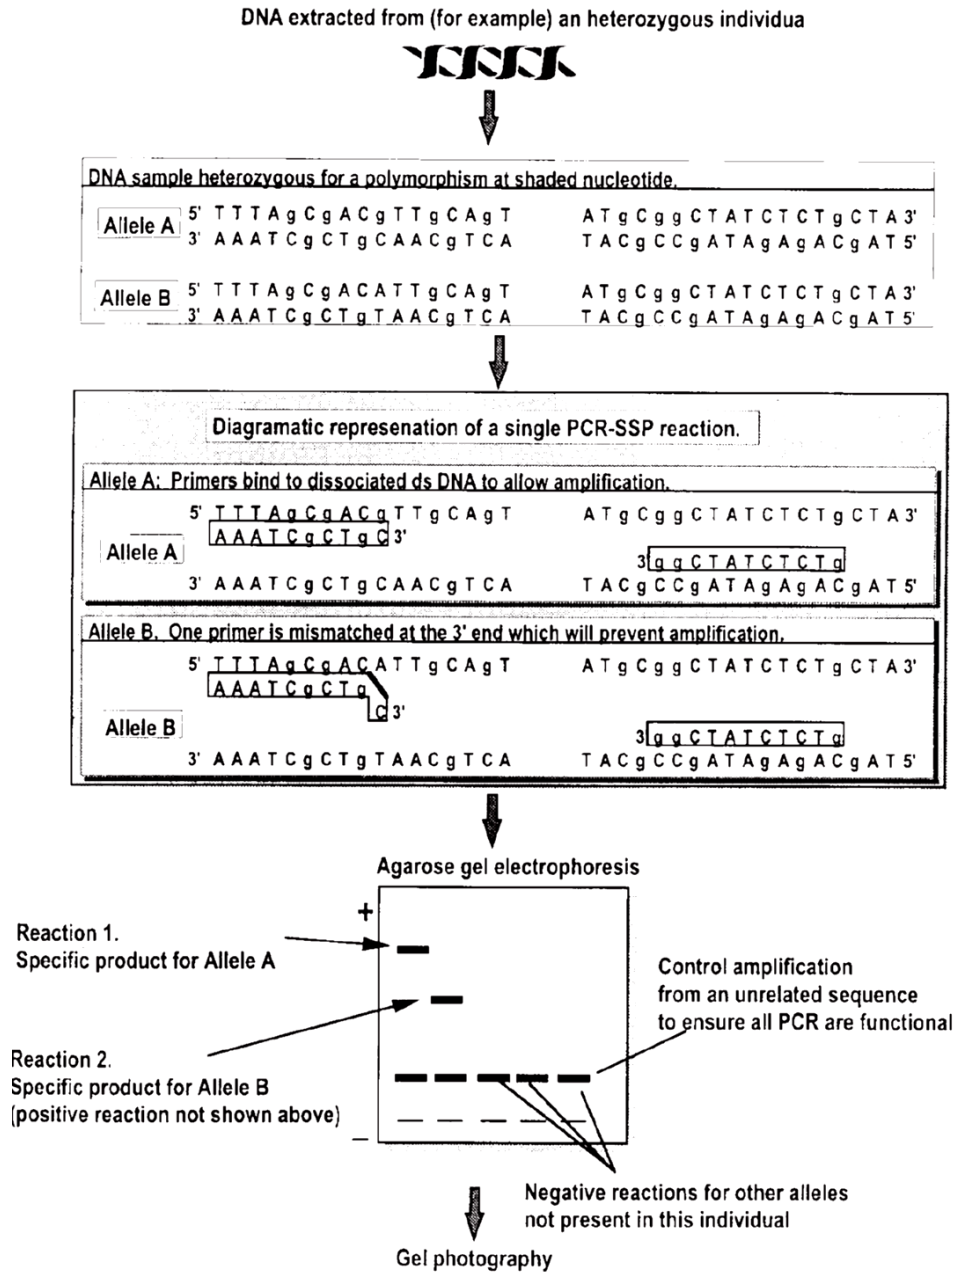 DNA extracted from (for example) an heterozygous individua
DNA sample heterozygous for a polymorphism at shaded nucleotide.
Allele A
5' T T T A g C g A C g T T g C A g T A T g C g g C T A T C T C T g C T A 3'
3' A A A T C g C T g C A A C g T C A T A C g C C g A T A g A g A C g A T 5'
Allele B
5' T T T A g C g A C A T T g C A g T A T g C g g C T A T C T C T g C T A 3'
3' A A A T C g C T g T A A C g T C A T A C g C C g A T A g A g A C g A T 5'
Diagramatic represenation of a single PCR-SSP reaction.
Allele A: Primers bind to dissociated ds DNA to allow amplification.
5' T T T A g C g A C g T T g C A g T A T g C g g C T A T C T C T g C T A 3'
A A A T C g C T g C 3'
Allele A
3' g g C T A T C T C T g
3' A A A T C g C T g C A A C g T C A T A C g C C g A T A g A g A C g A T 5'
Allele B. One primer is mismatched at the 3' end which will prevent amplification.
5' T T T A g C g A C A T T g C A g T A T g C g g C T A T C T C T g C T A 3'
A A A T C g C T g
C 3'
Allele B
3' g g C T A T C T C T g
3' A A A T C g C T g T A A C g T C A T A C g C C g A T A g A g A C g A T 5'
Agarose gel electrophoresis
+
Reaction 1.
Specific product for Allele A
Control amplification
from an unrelated sequence
to ensure all PCR are functional
Reaction 2.
Specific product for Allele B
(positive reaction not shown above)
–
Negative reactions for other alleles
not present in this individual
Gel photography